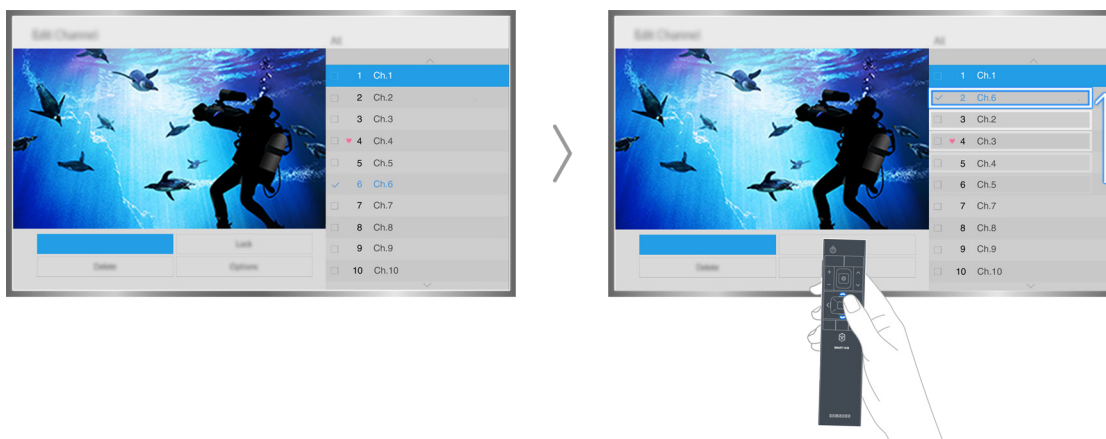 Edit Channel
All
1 Ch.1
2 Ch.2
3 Ch.3
4 Ch.4
5 Ch.5
6 Ch.6
7 Ch.7
8 Ch.8
9 Ch.9
10 Ch.10
Lock
Delete
Options
Edit Channel
All
1 Ch.1
2 Ch.6
3 Ch.2
4 Ch.3
5 Ch.4
6 Ch.5
7 Ch.8
8 Ch.8
9 Ch.9
10 Ch.10
Delete
SMART HUB
SAMSUNG